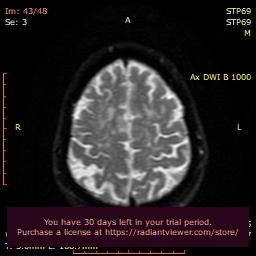 Im: 43/48
STP69
Se: 3
STP69
A
M
Ax DWI B 1000
R
L
You have 30 days left in your trial period.
Purchase a license at https://radiantviewer.com/store/